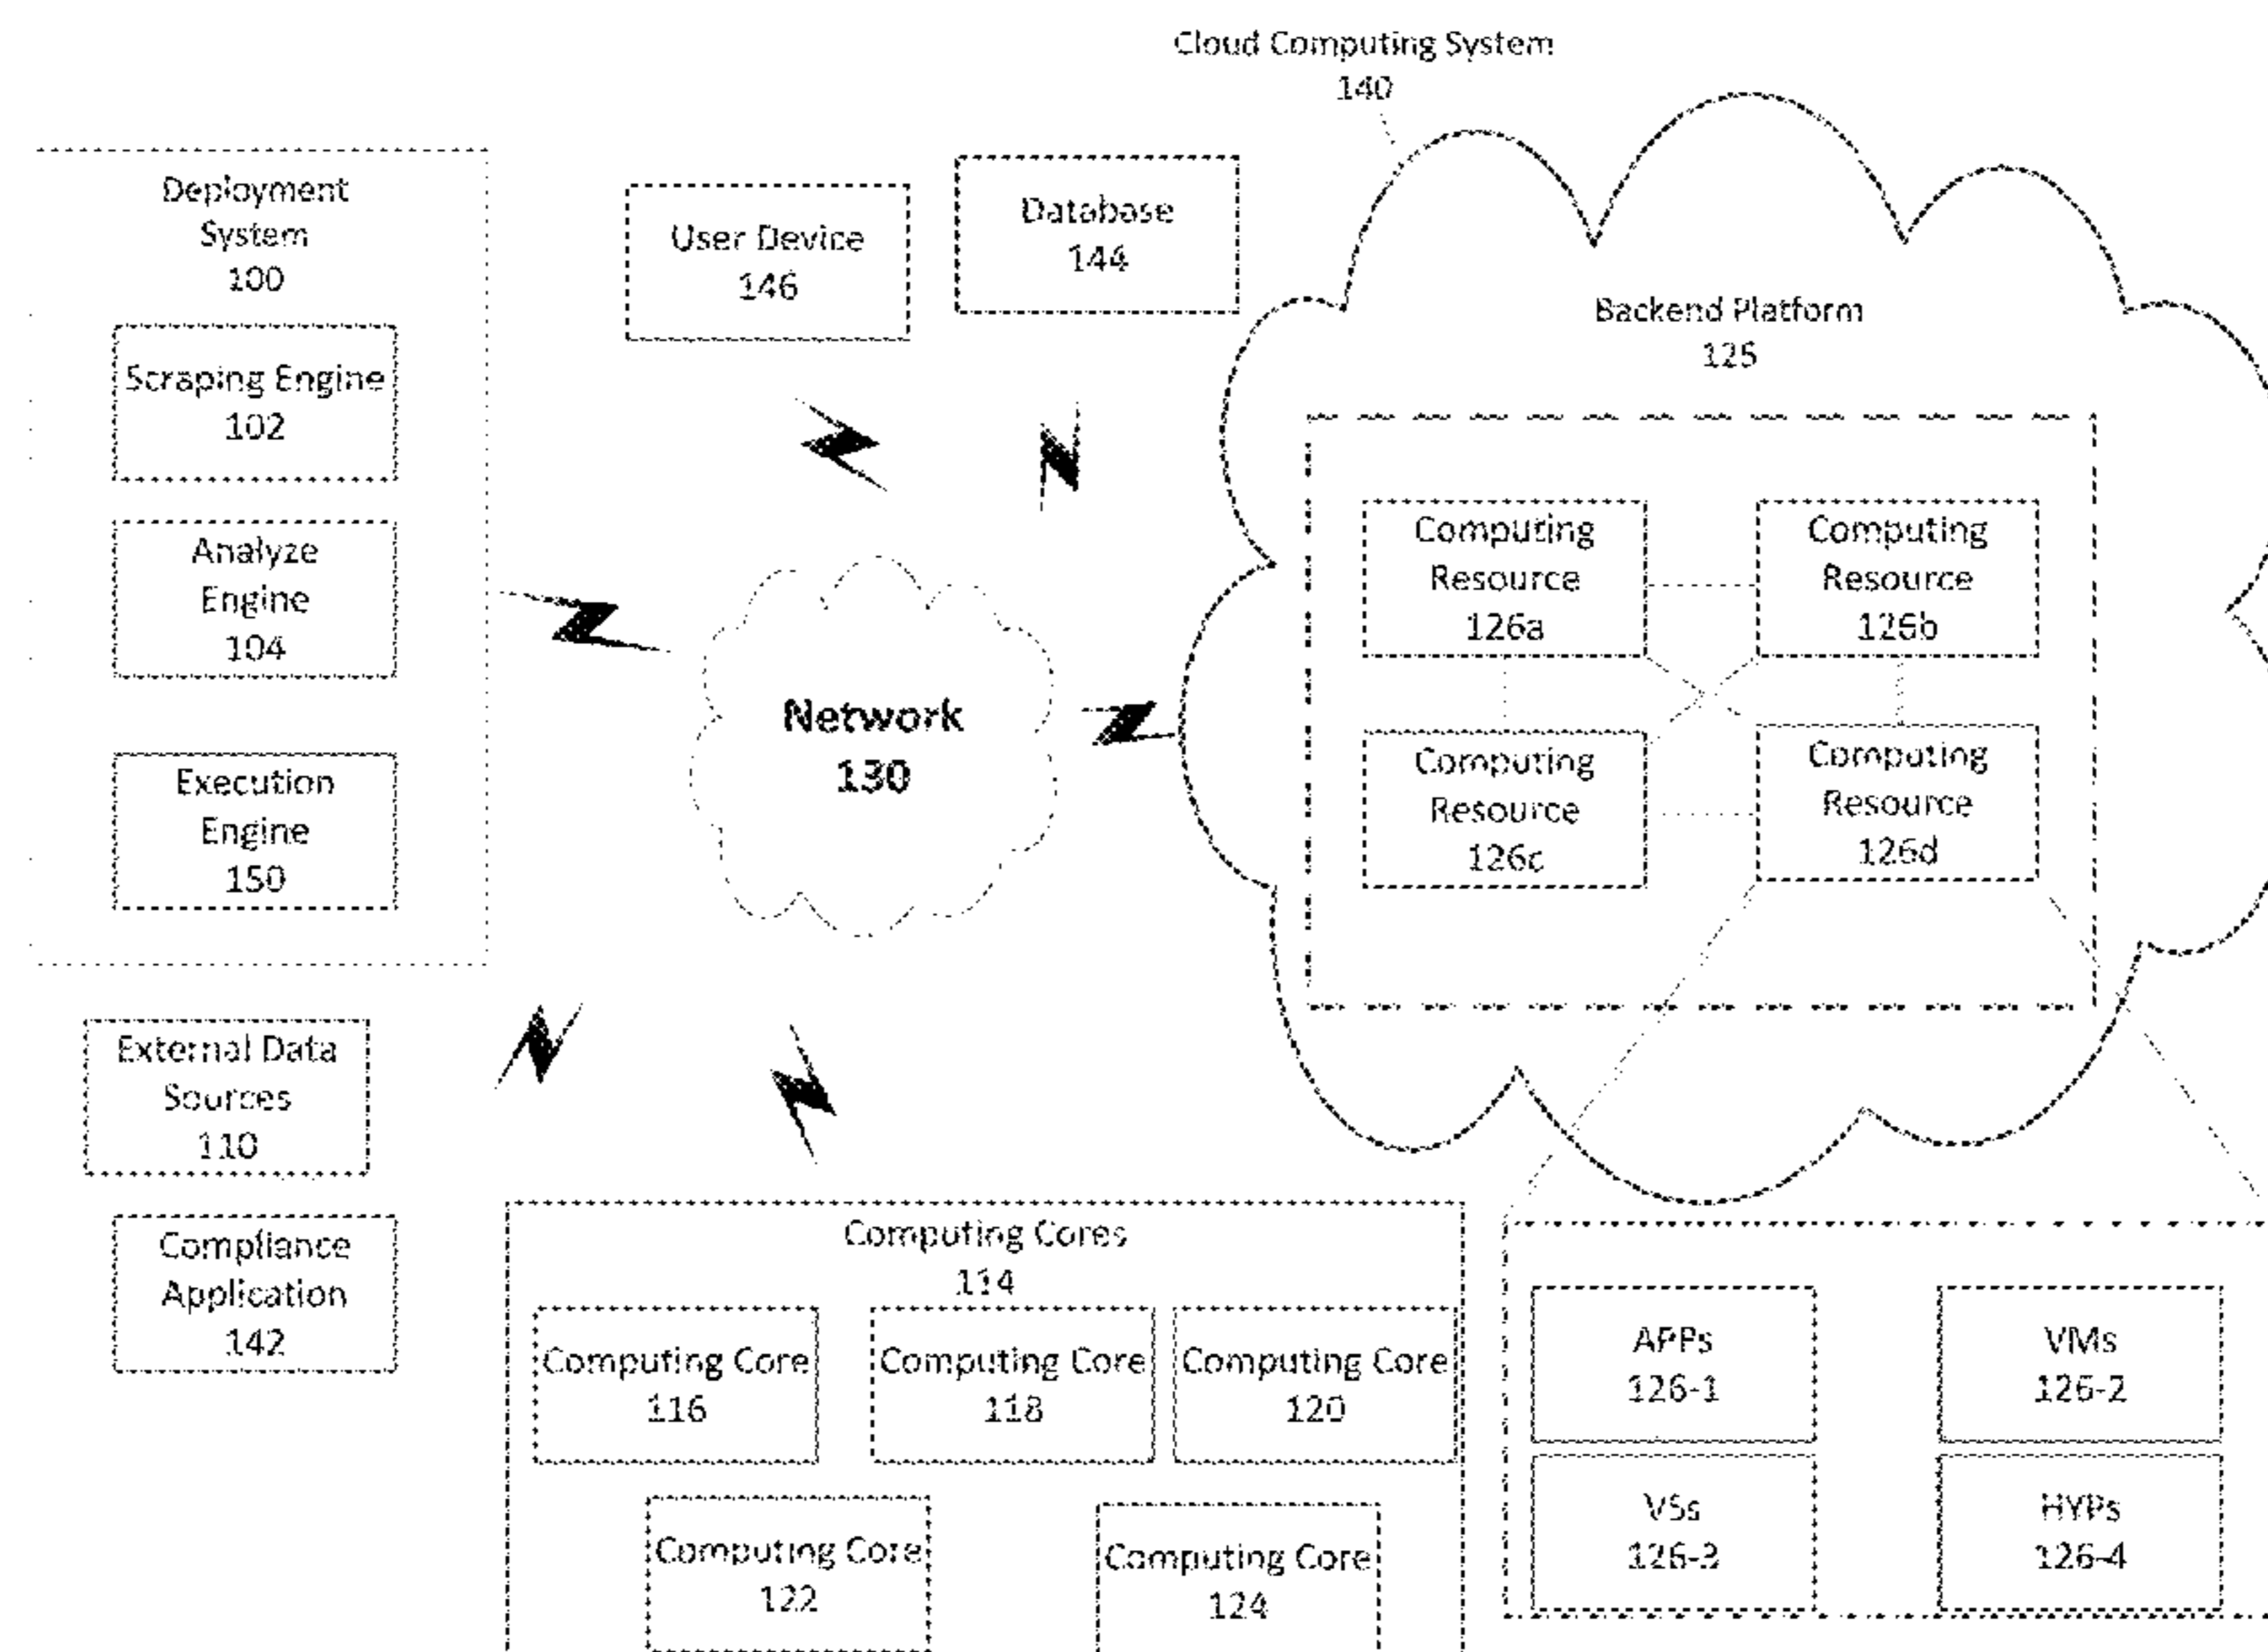 Cloud Computing System
140
Deployment
System
100
Scraping Engine
102
Analyze
Engine
104
Execution
Engine
150
User Device
146
Database
144
Backend Platform
125
Computing
Resource
126a
Computing
Resource
126b
Computing
Resource
126c
Computing
Resource
126d
Network
130
External Data
Sources
110
Compliance
Application
142
Computing Cores
114
Computing Core
116
Computing Core
118
Computing Core
120
Computing Core
122
Computing Core
124
APPs
126-1
VMs
126-2
VSs
126-3
HYPs
126-4